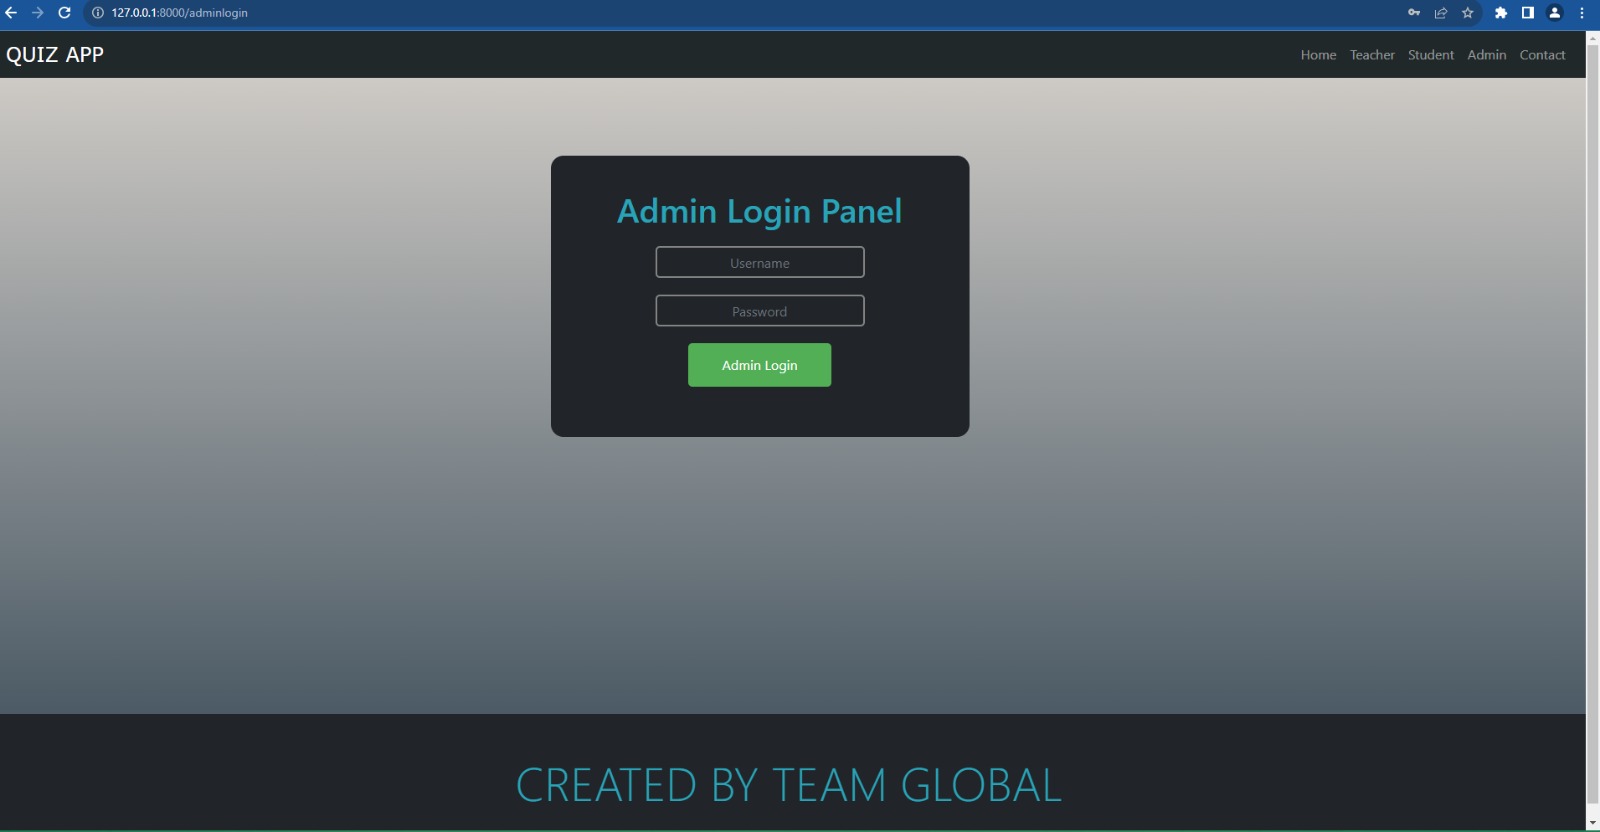 127.0.0.1:8000/adminlogin
QUIZ APP
Home Teacher Student Admin Contact
Admin Login Panel
Username
Password
Admin Login
CREATED BY TEAM GLOBAL